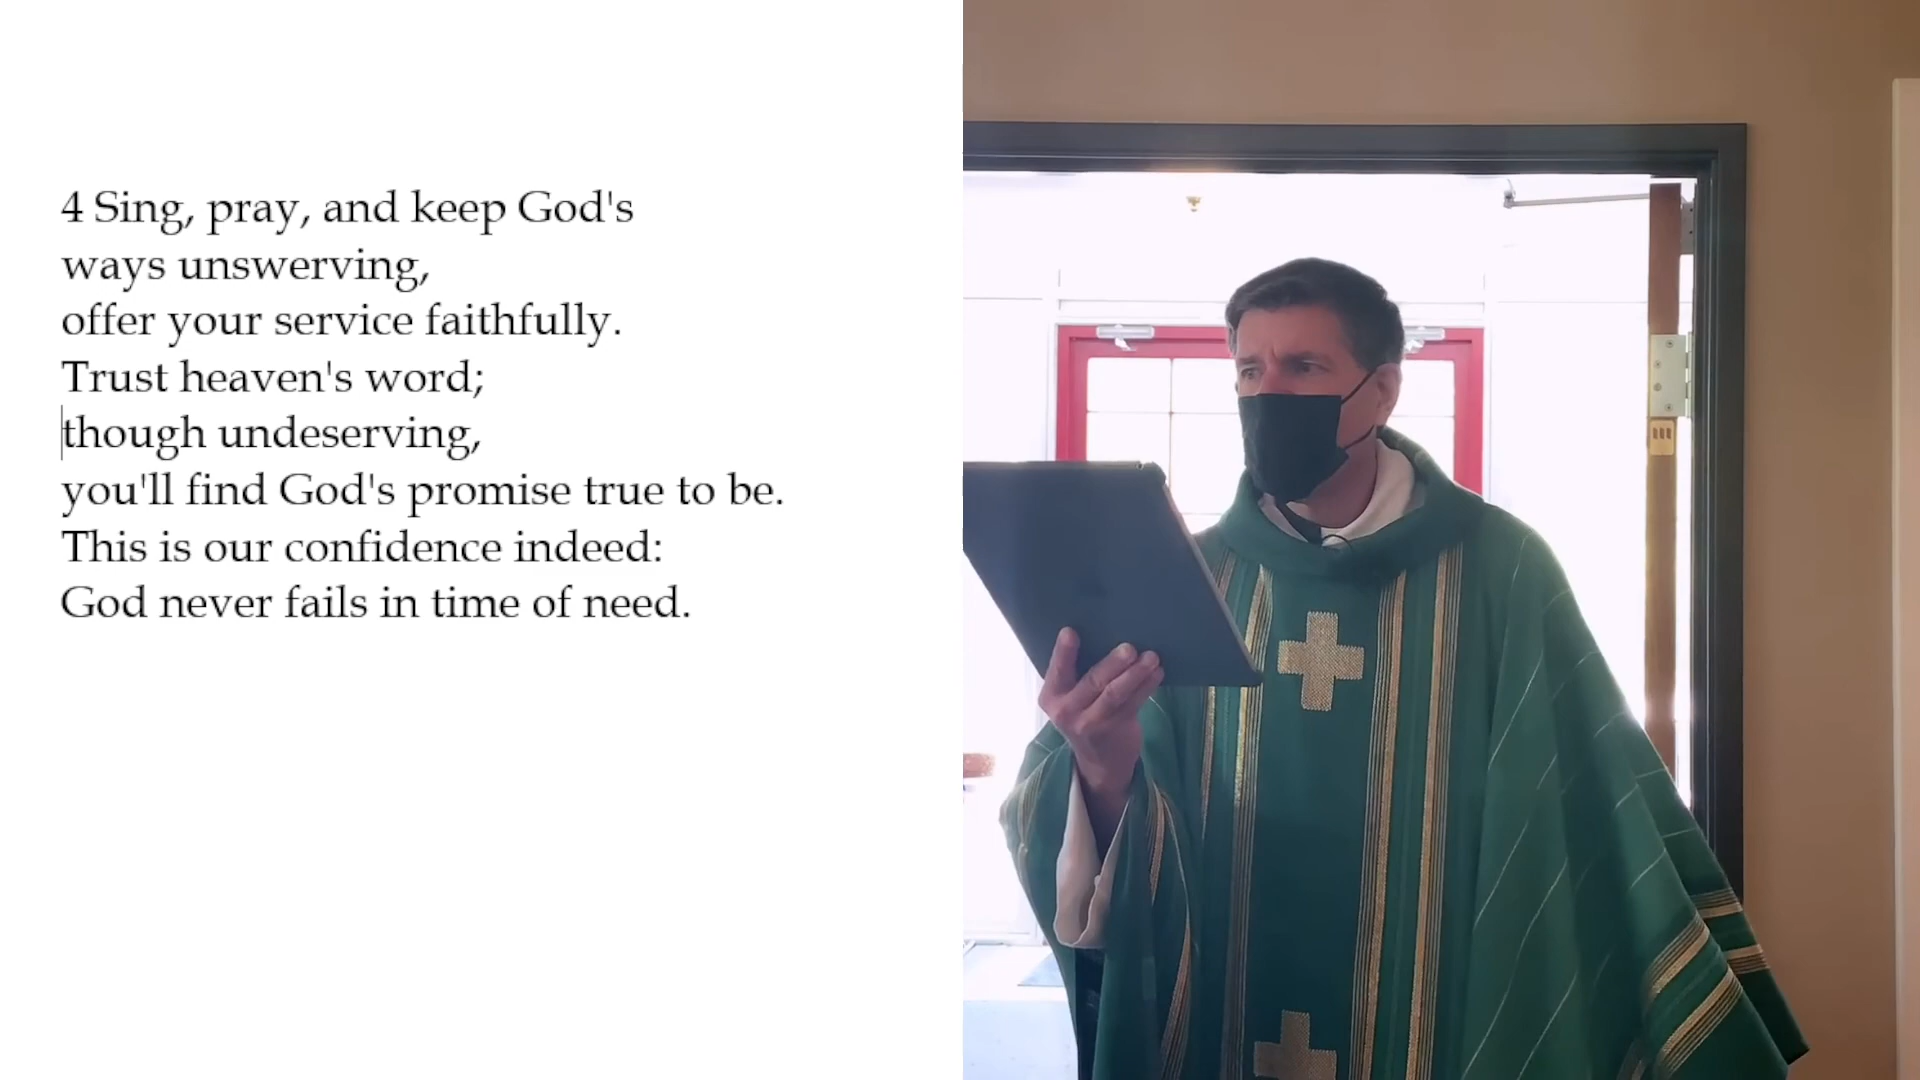 4 Sing, pray, and keep God's
ways unswerving,
offer your service faithfully.
Trust heaven's word;
though undeserving,
you'll find God's promise true to be.
This is our confidence indeed:
God never fails in time of need.